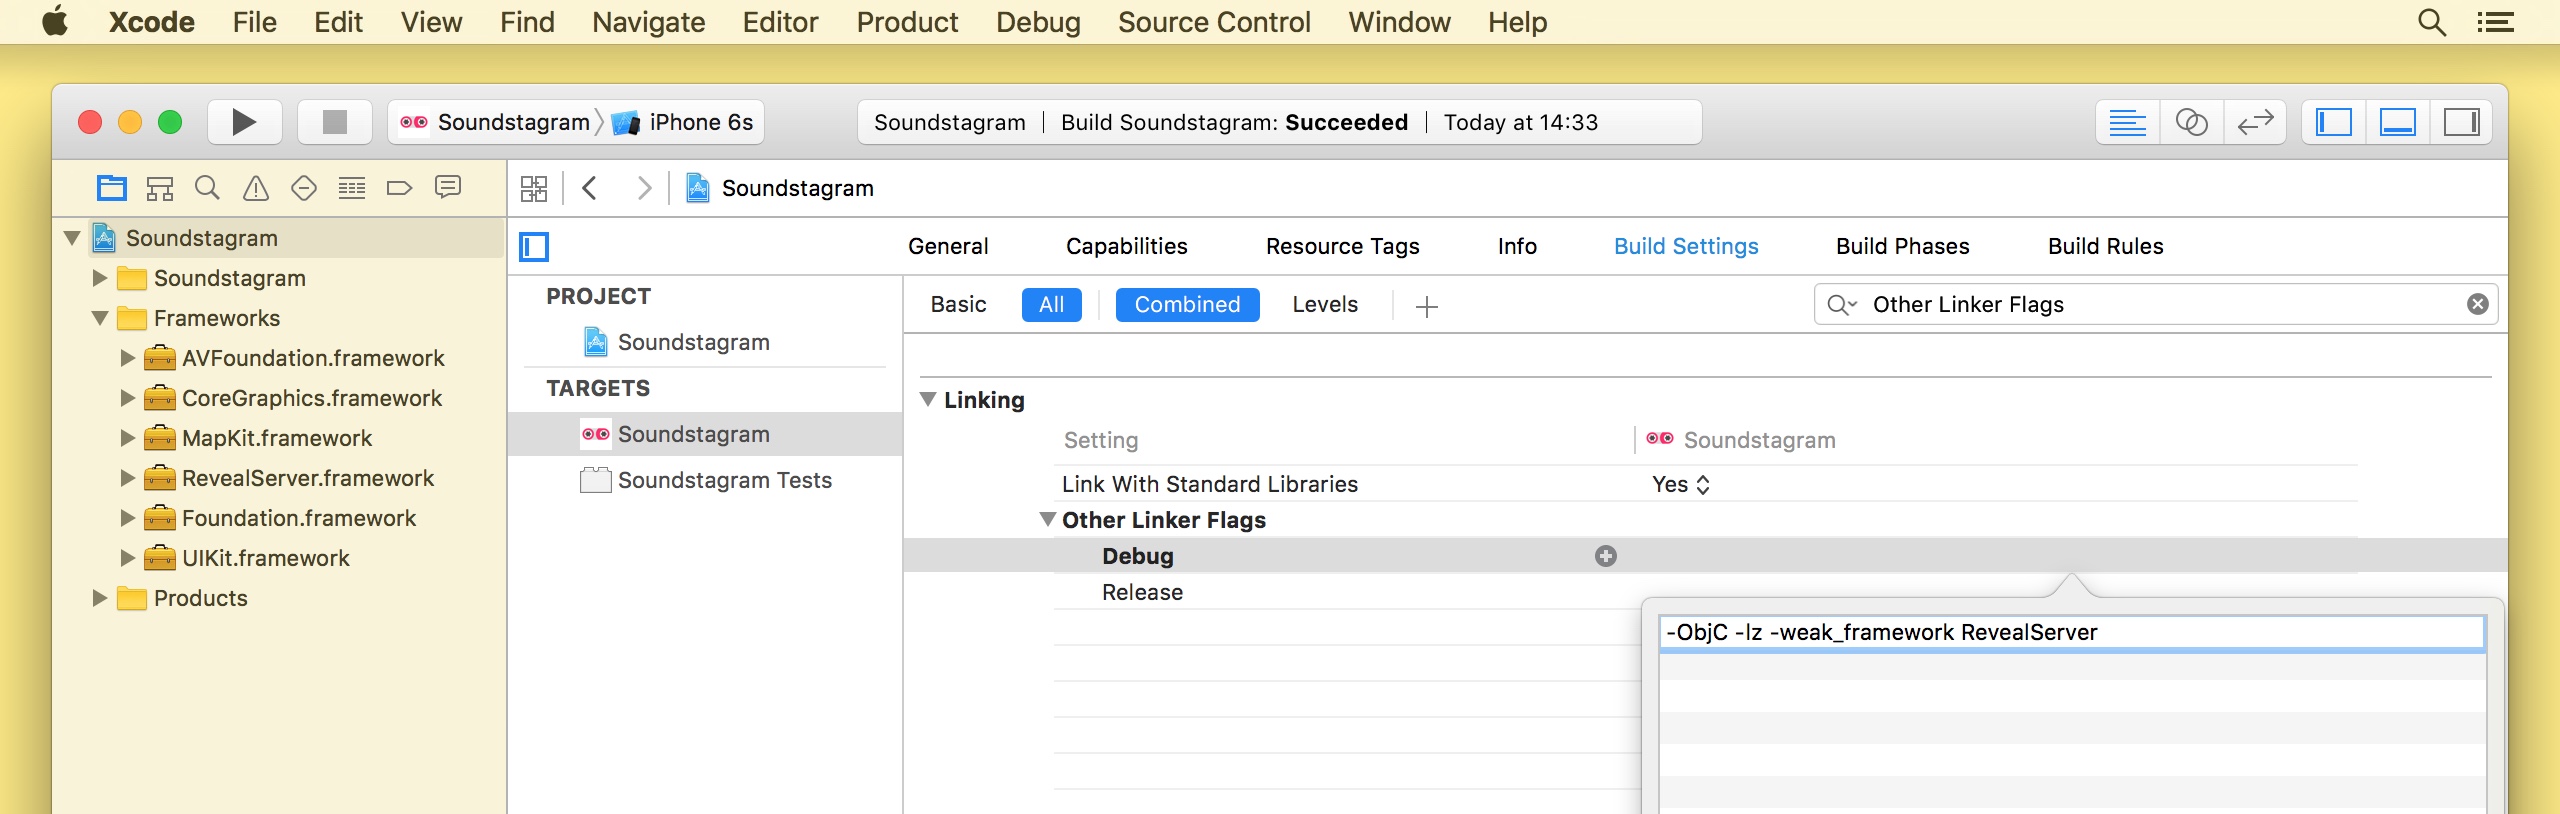 Xcode File Edit View Find Navigate Editor Product Debug Source Control Window Help
Soundstagram iPhone 6s Soundstagram Build Soundstagram: Succeeded Today at 14:33
Soundstagram
Soundstagram
Soundstagram
Frameworks
AVFoundation.framework
CoreGraphics.framework
MapKit.framework
RevealServer.framework
Foundation.framework
UIKit.framework
Products
General Capabilities Resource Tags Info Build Settings Build Phases Build Rules
PROJECT
Soundstagram
TARGETS
Soundstagram
Soundstagram Tests
Basic All Combined Levels Other Linker Flags
Linking
Setting Soundstagram
Link With Standard Libraries Yes
Other Linker Flags
Debug
Release
-ObjC -lz -weak_framework RevealServer